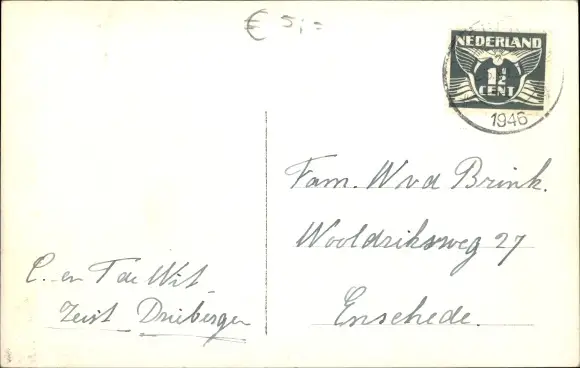 € 5,=
NEDERLAND
1½
CENT
1946
Fam. W v d Brink.
Wooldriksweg 27
Enschede.
C. en T de Wit
Zeist Driebergen